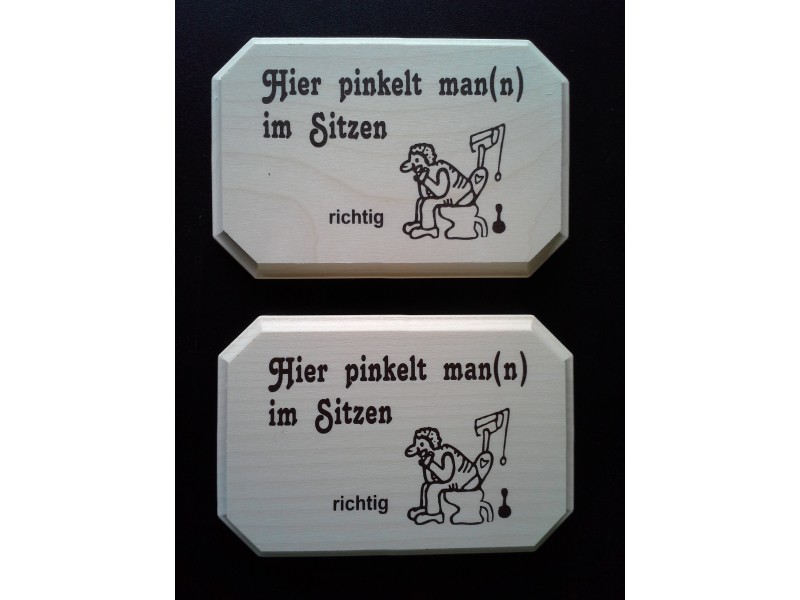 Hier pinkelt man(n)
im Sitzen
richtig
Hier pinkelt man(n)
im Sitzen
richtig